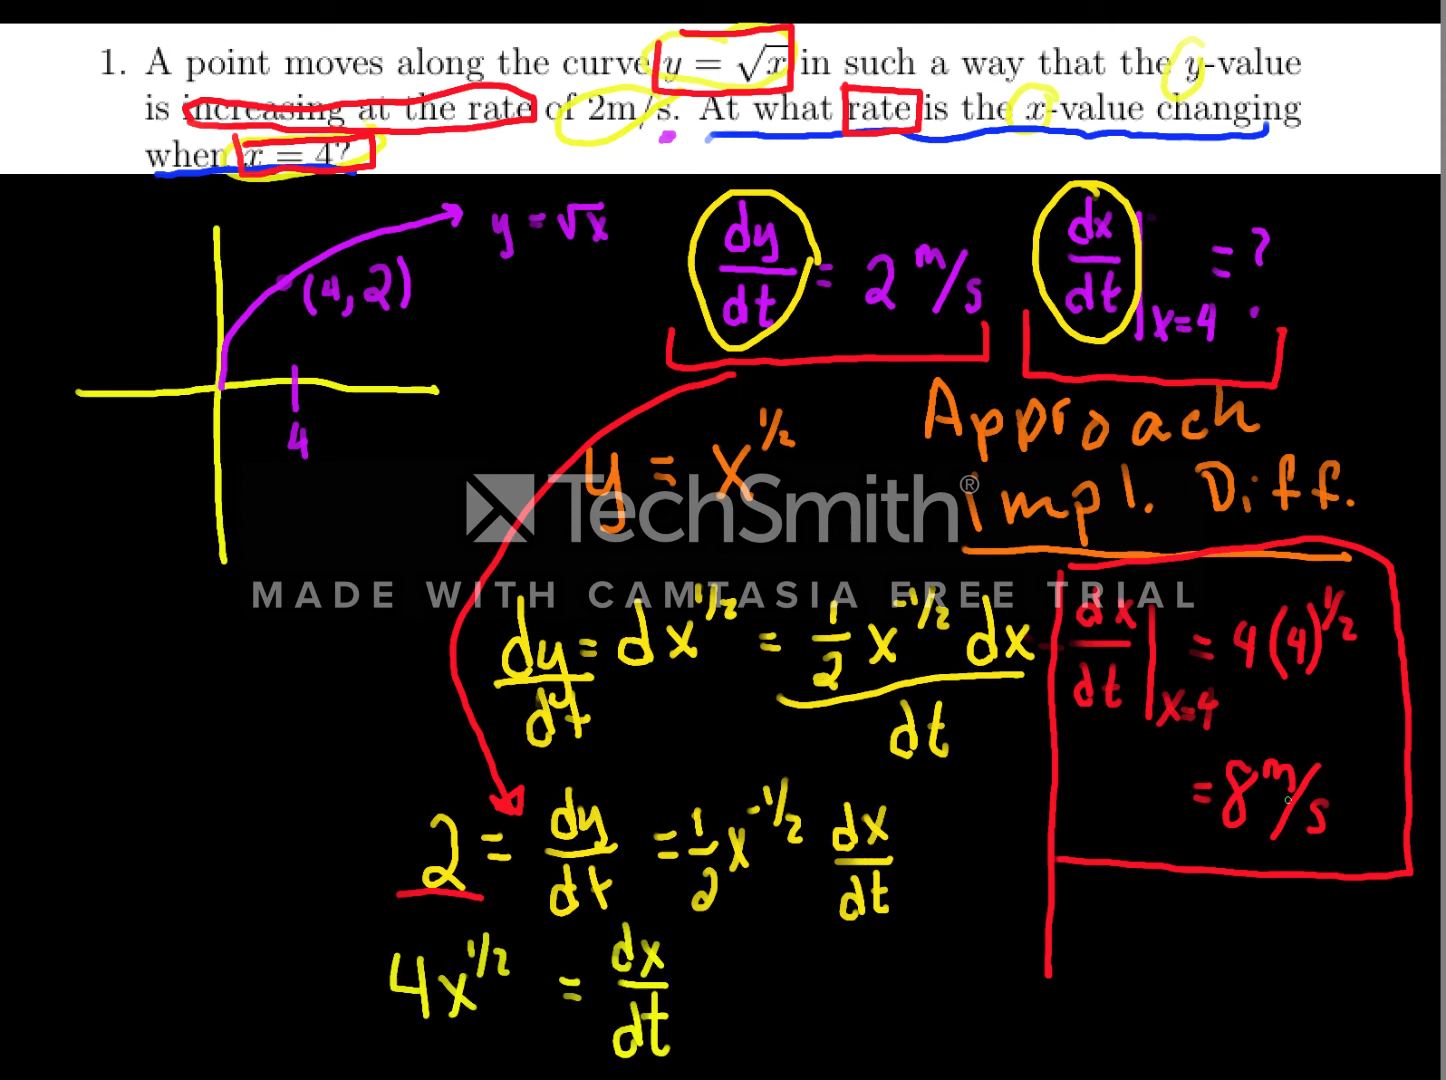 1. A point moves along the curve y = √x in such a way that the y-value
is increasing at the rate of 2m/s. At what rate is the x-value changing
when x = 4?
y = √x
(4, 2)
4
dy/dt = 2 m/s
dx/dt |x=4 = ?
y = x^1/2
Approach
impl. Diff.
TechSmith®
MADE WITH CAMTASIA FREE TRIAL
dy/dt = dx^1/2 = 1/2 x^-1/2 dx/dt
dx/dt |x=4 = 4(4)^1/2
= 8 m/s
2 = dy/dt = 1/2 x^-1/2 dx/dt
4x^1/2 = dx/dt